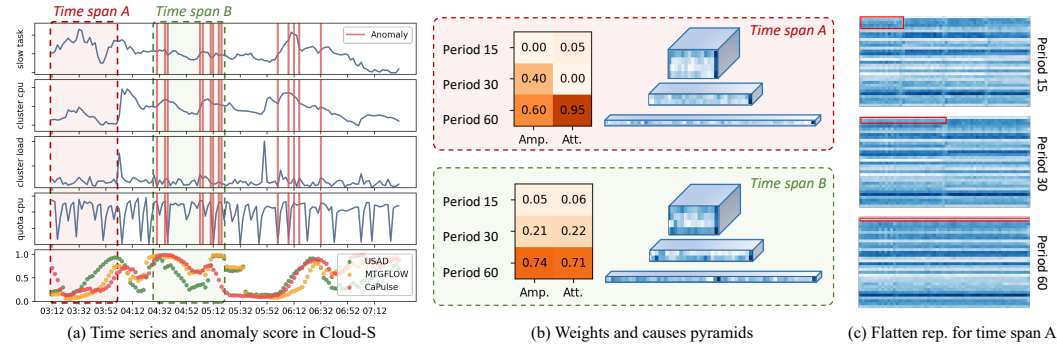 Time span A
Time span B
slow task
Anomaly
cluster cpu
cluster load
quota cpu
1.0
0.5
0.0
USAD
MTGFLOW
CaPulse
03:12 03:32 03:52 04:12 04:32 04:52 05:12 05:32 05:52 06:12 06:32 06:52 07:12
(a) Time series and anomaly score in Cloud-S
Time span A
Period 15
0.00 0.05
Period 30
0.40 0.00
Period 60
0.60 0.95
Amp. Att.
Time span B
Period 15
0.05 0.06
Period 30
0.21 0.22
Period 60
0.74 0.71
Amp. Att.
(b) Weights and causes pyramids
Period 15
Period 30
Period 60
(c) Flatten rep. for time span A